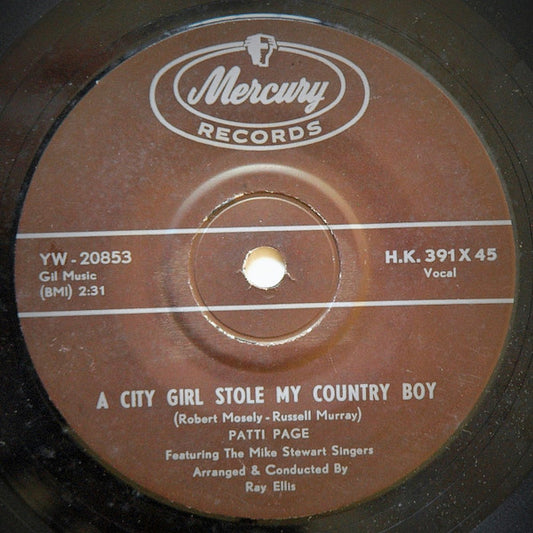 Mercury
RECORDS
YW - 20853
Gil Music
(BMI) 2:31
H.K. 391 X 45
Vocal
A CITY GIRL STOLE MY COUNTRY BOY
(Robert Mosely - Russell Murray)
PATTI PAGE
Featuring The Mike Stewart Singers
Arranged & Conducted By
Ray Ellis